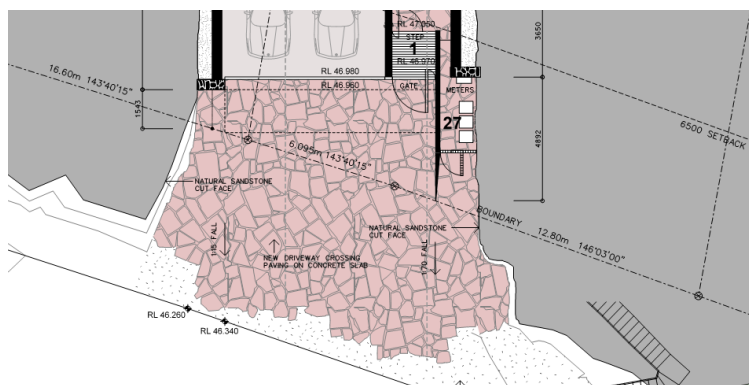 RL 47.050
STEP
1
RL 46.970
3650
RL 46.980
RL 46.960
GATE
METERS
16.60m 143°40'15"
1543
27
4892
6500 SETBACK
6.095m 143°40'15"
NATURAL SANDSTONE
CUT FACE
BOUNDARY 12.80m 146°03'00"
NATURAL SANDSTONE
CUT FACE
1:15 FALL
NEW DRIVEWAY CROSSING
PAVING ON CONCRETE SLAB
1:70 FALL
RL 46.260
RL 46.340